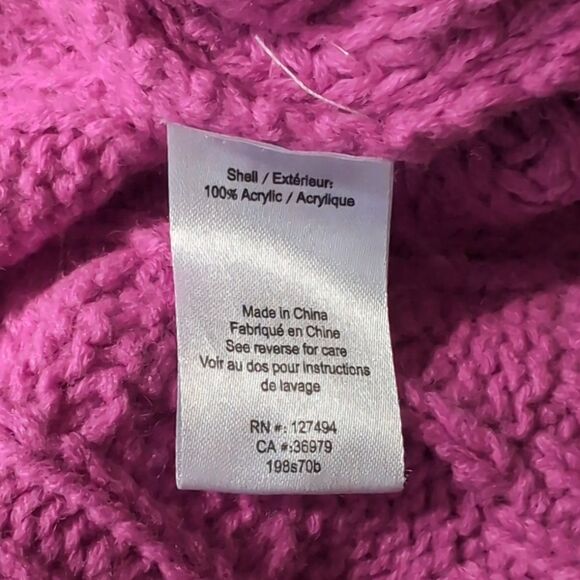 Shell / Extérieur:
100% Acrylic / Acrylique
Made in China
Fabriqué en Chine
See reverse for care
Voir au dos pour instructions
de lavage
RN #: 127494
CA #:36979
198s70b